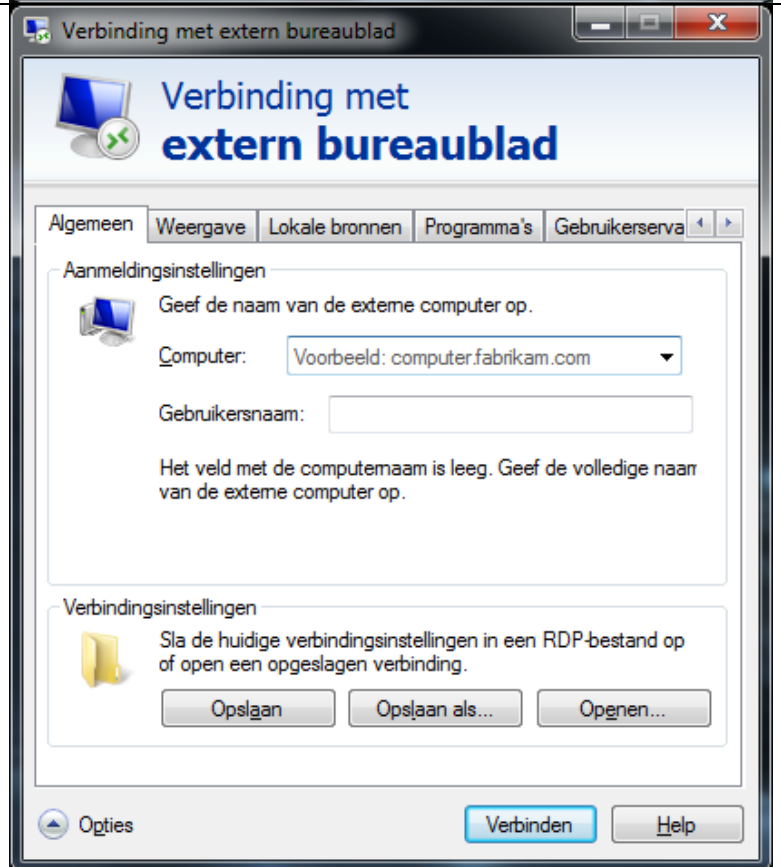 Verbinding met extern bureaublad
Verbinding met
extern bureaublad
Algemeen Weergave Lokale bronnen Programma's Gebruikerserva
Aanmeldingsinstellingen
Geef de naam van de externe computer op.
Computer: Voorbeeld: computer.fabrikam.com
Gebruikersnaam:
Het veld met de computernaam is leeg. Geef de volledige naam
van de externe computer op.
Verbindingsinstellingen
Sla de huidige verbindingsinstellingen in een RDP-bestand op
of open een opgeslagen verbinding.
Opslaan Opslaan als... Openen...
Opties Verbinden Help